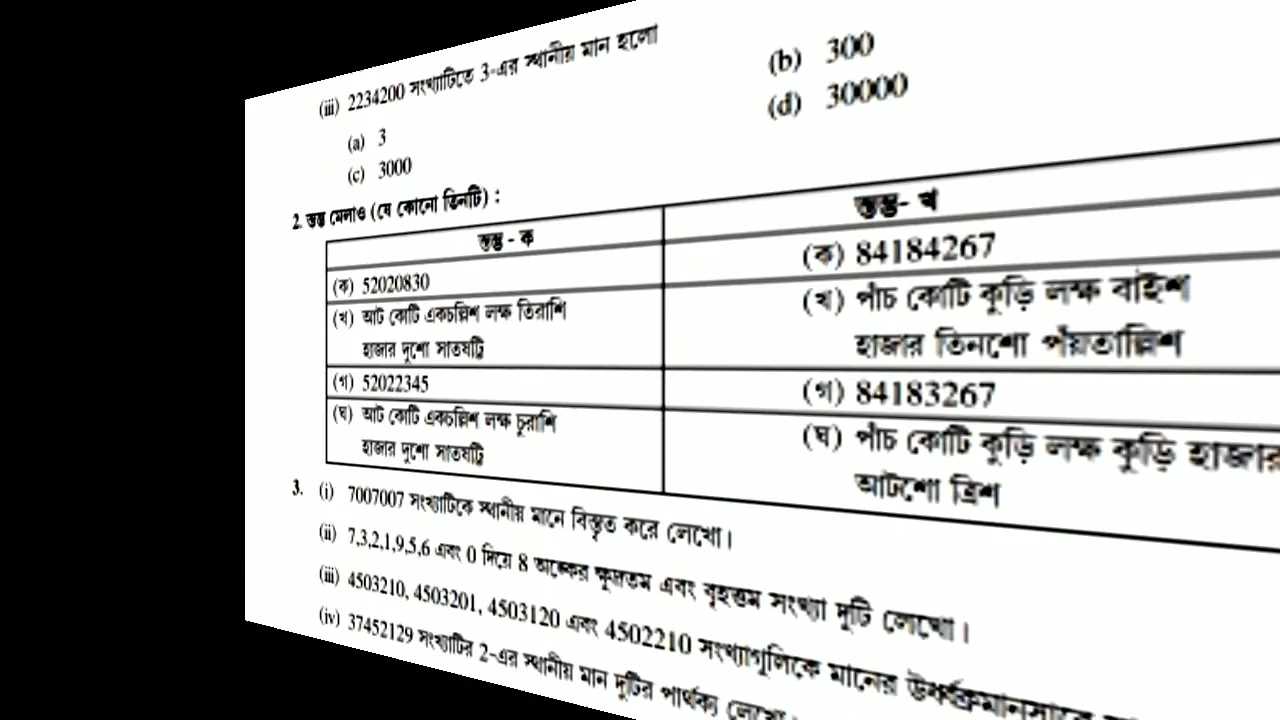 (iii) 2234200 সংখ্যাটিতে 3-এর স্থানীয় মান হলো
(a) 3
(b) 300
(c) 3000
(d) 30000
2. স্তম্ভ মেলাও (যে কোনো তিনটি) :
স্তম্ভ - ক
স্তম্ভ - খ
(ক) 52020830
(ক) 84184267
(খ) আট কোটি একচল্লিশ লক্ষ তিরাশি
হাজার দুশো সাতষট্টি
(খ) পাঁচ কোটি কুড়ি লক্ষ বাইশ
হাজার তিনশো পঁয়তাল্লিশ
(গ) 52022345
(গ) 84183267
(ঘ) আট কোটি একচল্লিশ লক্ষ চুরাশি
হাজার দুশো সাতষট্টি
(ঘ) পাঁচ কোটি কুড়ি লক্ষ কুড়ি হাজার
আটশো ত্রিশ
3. (i) 7007007 সংখ্যাটিকে স্থানীয় মানে বিস্তৃত করে লেখো।
(ii) 7,3,2,1,9,5,6 এবং 0 দিয়ে 8 অঙ্কের ক্ষুদ্রতম এবং বৃহত্তম সংখ্যা দুটি লেখো।
(iii) 4503210, 4503201, 4503120 এবং 4502210 সংখ্যাগুলিকে মানের
(iv) 37452129 সংখ্যাটির 2-এর স্থানীয় মান দুটির পার্থক্য লেখো।